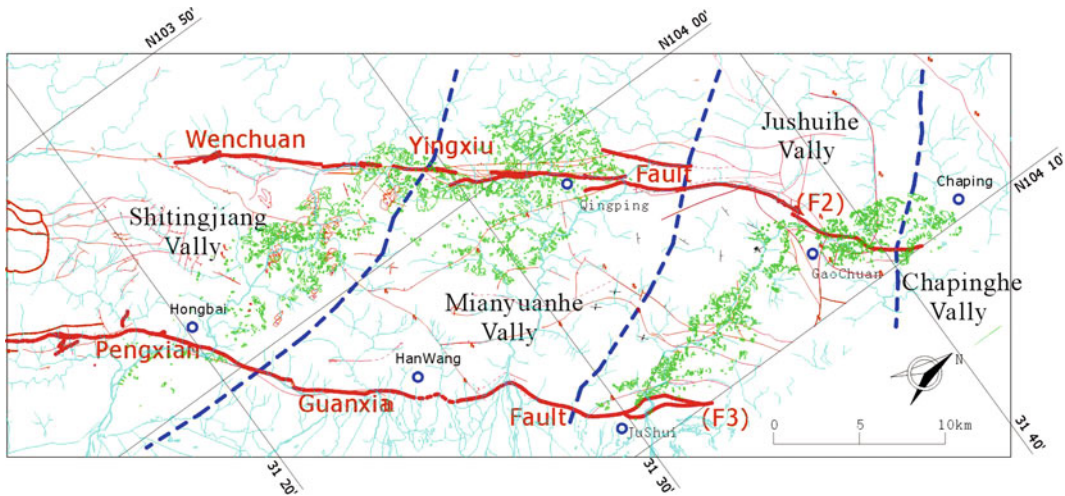 N103 50'
N104 00'
Wenchuan
Yingxiu
Fault
(F2)
Jushuihe
Vally
Chaping
N104 10'
Qingping
Shitingjiang
Vally
GaoChuan
Chapinghe
Vally
Mianyuanhe
Vally
Hongbai
Pengxian
HanWang
Guanxia
Fault
(F3)
JuShui
N
0 5 10km
31 20'
31 30'
31 40'